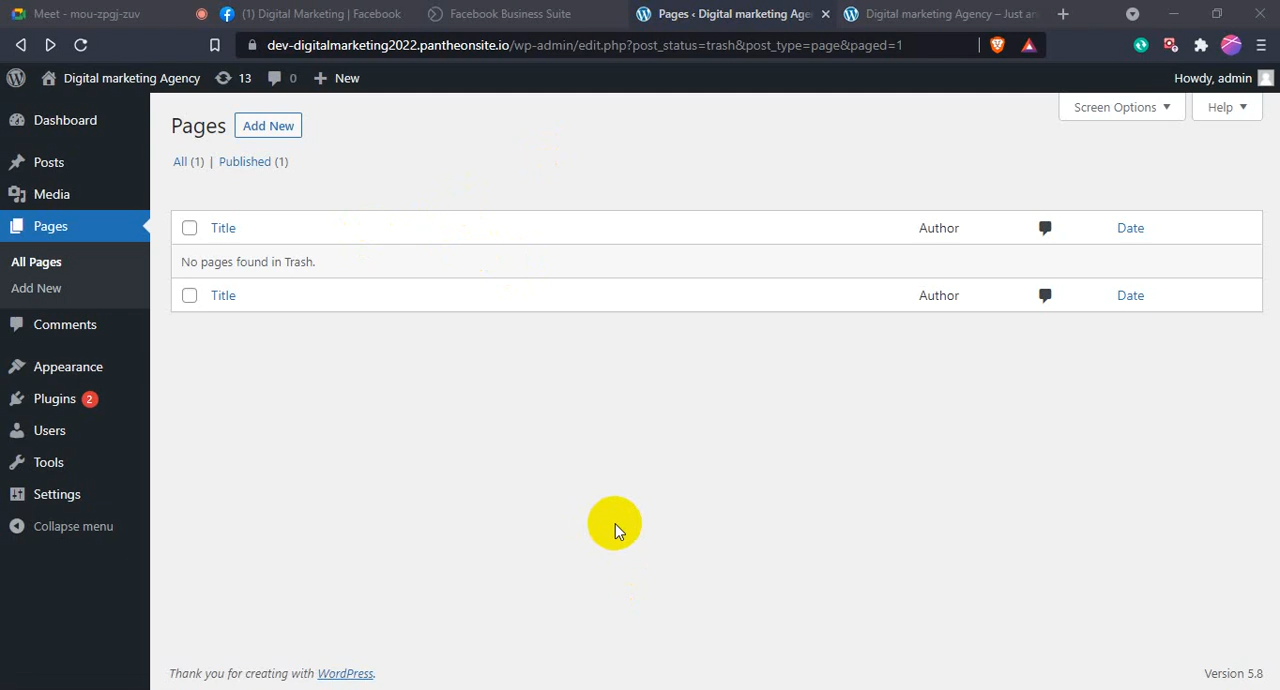 Meet - mou-zpgj-zuv
(1) Digital Marketing | Facebook
Facebook Business Suite
Pages ‹ Digital marketing Age
Digital marketing Agency – Just an
dev-digitalmarketing2022.pantheonsite.io/wp-admin/edit.php?post_status=trash&post_type=page&paged=1
Digital marketing Agency
13
0
New
Howdy, admin
Dashboard
Posts
Media
Pages
All Pages
Add New
Comments
Appearance
Plugins 2
Users
Tools
Settings
Collapse menu
Screen Options
Help
Pages
Add New
All (1) | Published (1)
Title
Author
Date
No pages found in Trash.
Title
Author
Date
Thank you for creating with WordPress.
Version 5.8